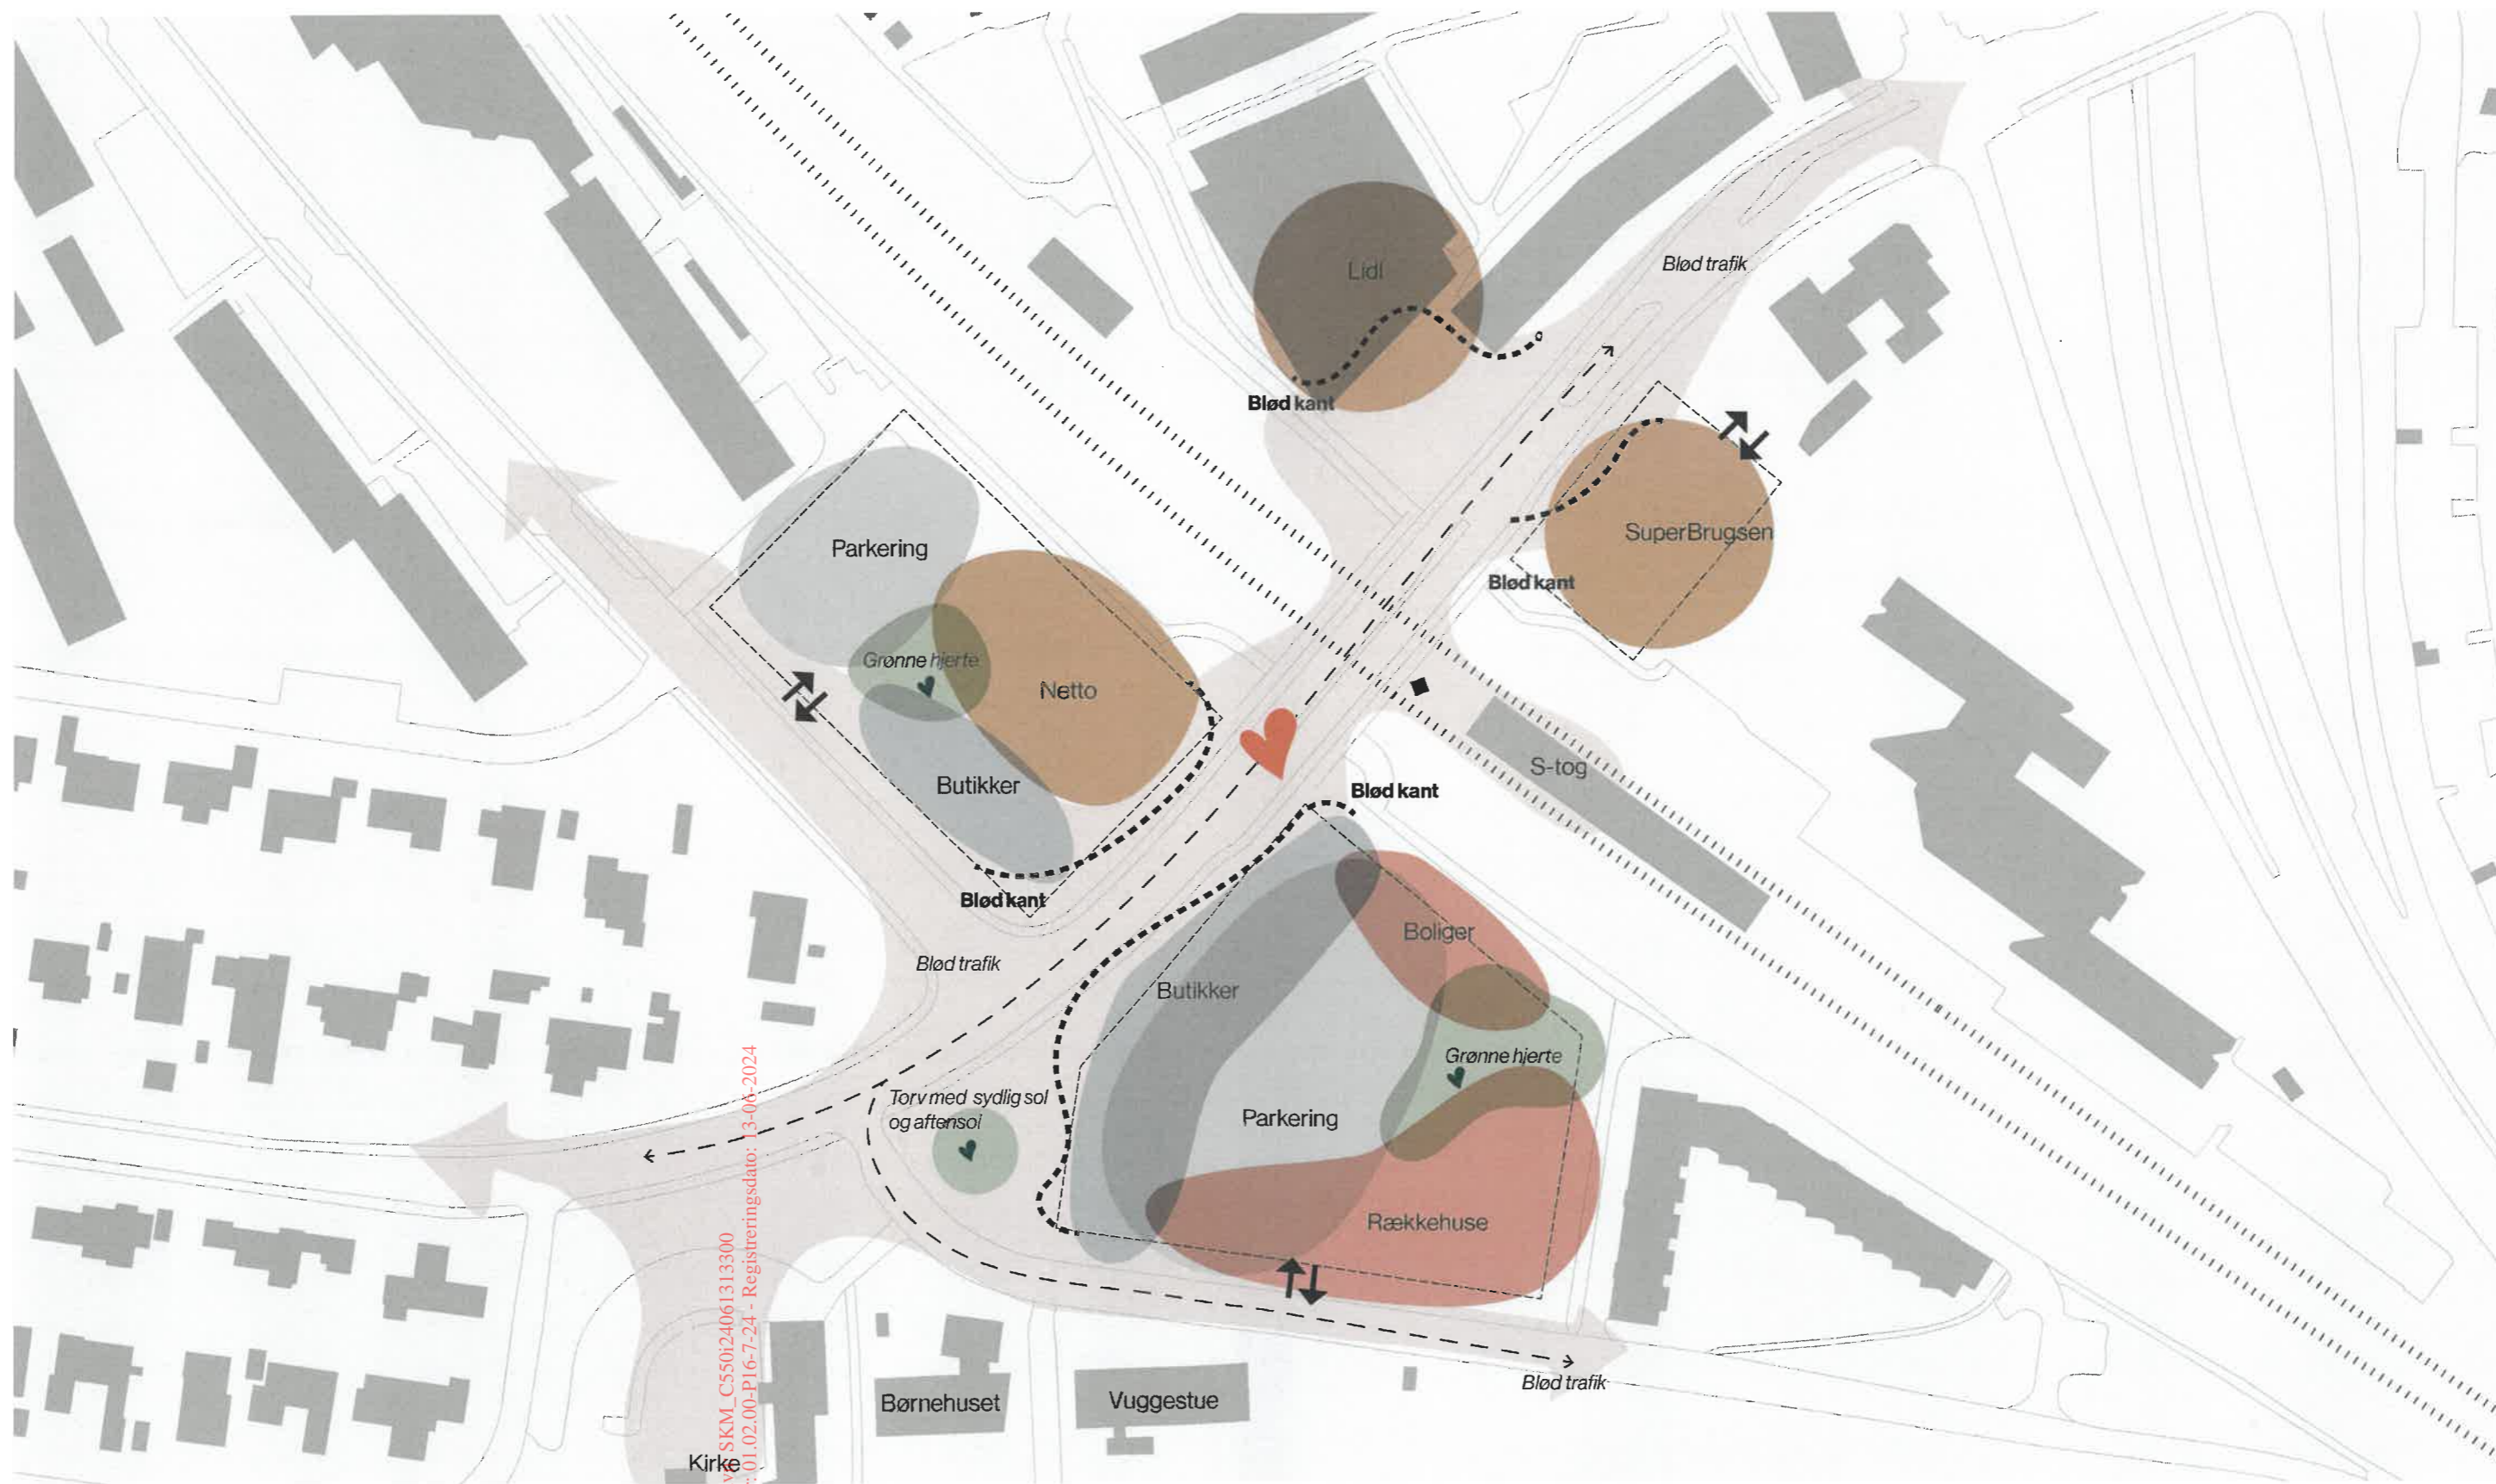 Lidl
Blød trafik
Blød kant
SuperBrugsen
Parkering
Blød kant
Grønne hjerte
Netto
S-tog
Butikker
Blød kant
Blød kant
Boliger
Blød trafik
Butikker
Grønne hjerte
Torv med sydlig sol
og aftensol
Parkering
Rækkehuse
Blød trafik
Børnehuset
Vuggestue
Kirke
SKM_C550i24061313300
: 01.02.00-P16-7-24 - Registreringsdato: 13-06-2024